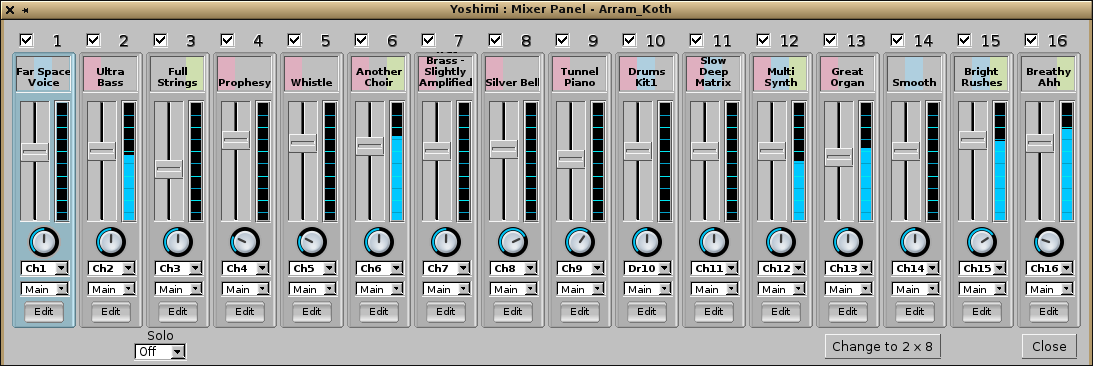 Yoshimi : Mixer Panel - Arram_Koth
1 2 3 4 5 6 7 8 9 10 11 12 13 14 15 16
Far Space
Voice
Ultra
Bass
Full
Strings
Prophesy
Whistle
Another
Choir
Brass -
Slightly
Amplified
Silver Bell
Tunnel
Piano
Drums
Kit1
Slow
Deep
Matrix
Multi
Synth
Great
Organ
Smooth
Bright
Rushes
Breathy
Ahh
Ch1 Ch2 Ch3 Ch4 Ch5 Ch6 Ch7 Ch8 Ch9 Dr10 Ch11 Ch12 Ch13 Ch14 Ch15 Ch16
Main Main Main Main Main Main Main Main Main Main Main Main Main Main Main Main
Edit Edit Edit Edit Edit Edit Edit Edit Edit Edit Edit Edit Edit Edit Edit Edit
Solo
Off
Change to 2 x 8
Close